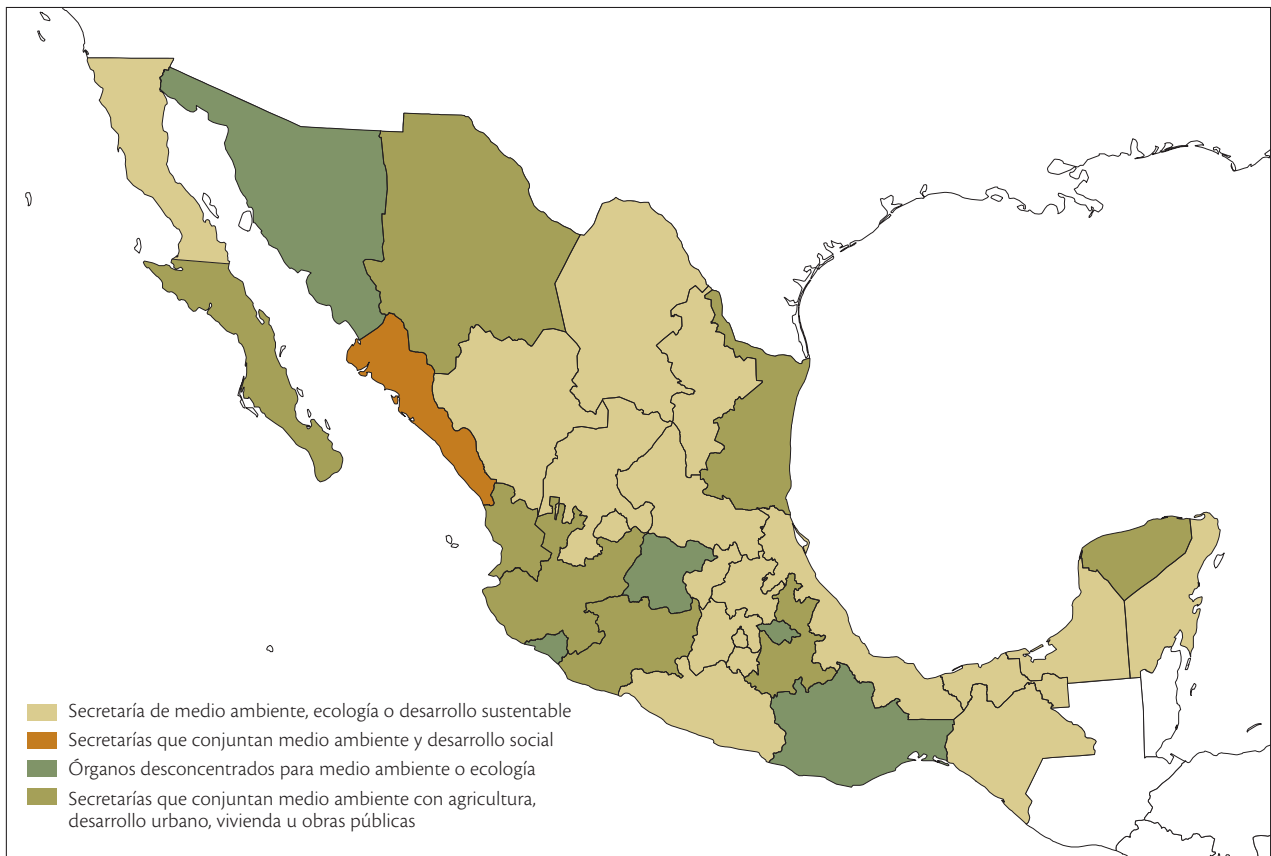 Secretaría de medio ambiente, ecología o desarrollo sustentable
Secretarías que conjuntan medio ambiente y desarrollo social
Órganos desconcentrados para medio ambiente o ecología
Secretarías que conjuntan medio ambiente con agricultura,
desarrollo urbano, vivienda u obras públicas